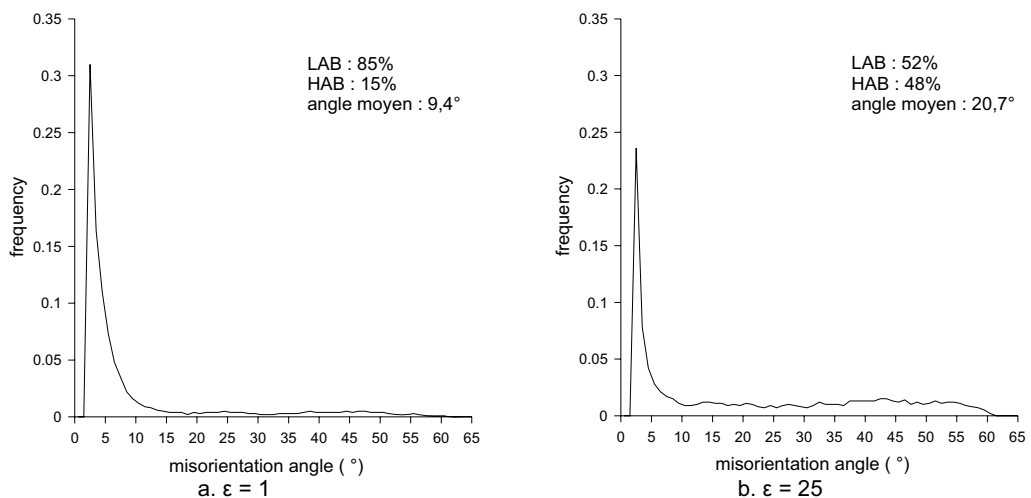 0.35
0.3
0.25
0.2
0.15
0.1
0.05
0
frequency
LAB : 85%
HAB : 15%
angle moyen : 9,4°
0 5 10 15 20 25 30 35 40 45 50 55 60 65
misorientation angle ( °)
a. ε = 1
0.35
0.3
0.25
0.2
0.15
0.1
0.05
0
frequency
LAB : 52%
HAB : 48%
angle moyen : 20,7°
0 5 10 15 20 25 30 35 40 45 50 55 60 65
misorientation angle ( °)
b. ε = 25